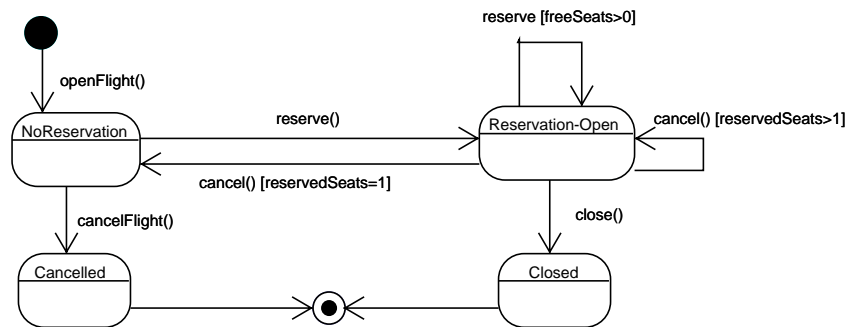 reserve [freeSeats>0]
openFlight()
NoReservation
reserve()
Reservation-Open
cancel() [reservedSeats>1]
cancel() [reservedSeats=1]
cancelFlight()
close()
Cancelled
Closed